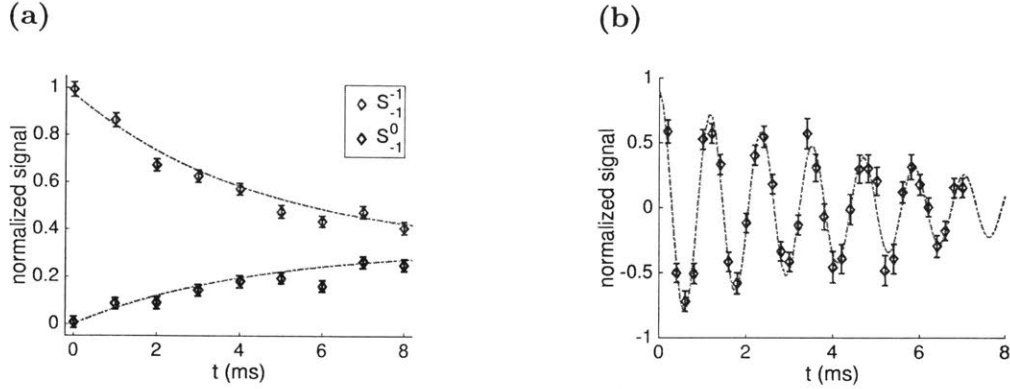 (a)
(b)
normalized signal
1
0.8
0.6
0.4
0.2
0
0 2 4 6 8
t (ms)
S⁻¹₋₁
S⁰₋₁
normalized signal
1
0.5
0
-0.5
-1
0 2 4 6 8
t (ms)